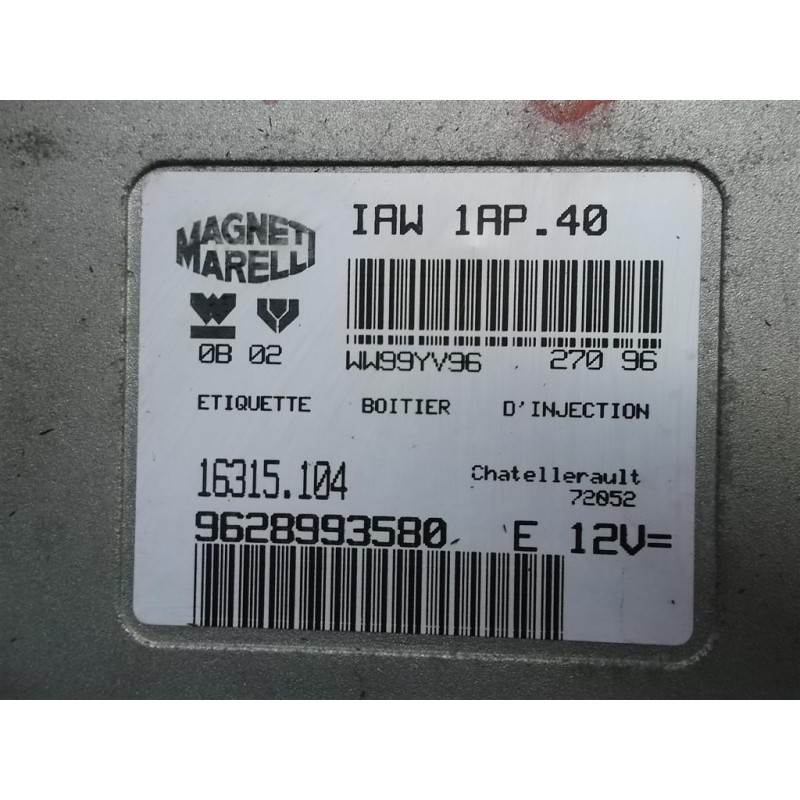 MAGNETI
MARELLI
IAW 1AP.40
0B 02
WW99YV96 270 96
ETIQUETTE BOITIER D'INJECTION
16315.104
Chatellerault
72052
9628993580 E 12V=